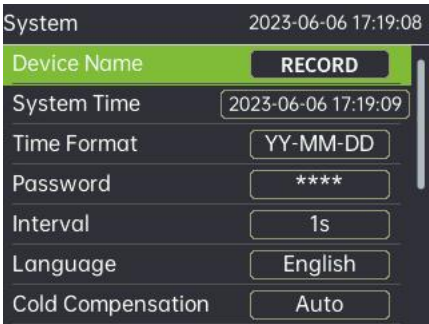 System 2023-06-06 17:19:08
Device Name RECORD
System Time 2023-06-06 17:19:09
Time Format YY-MM-DD
Password ****
Interval 1s
Language English
Cold Compensation Auto